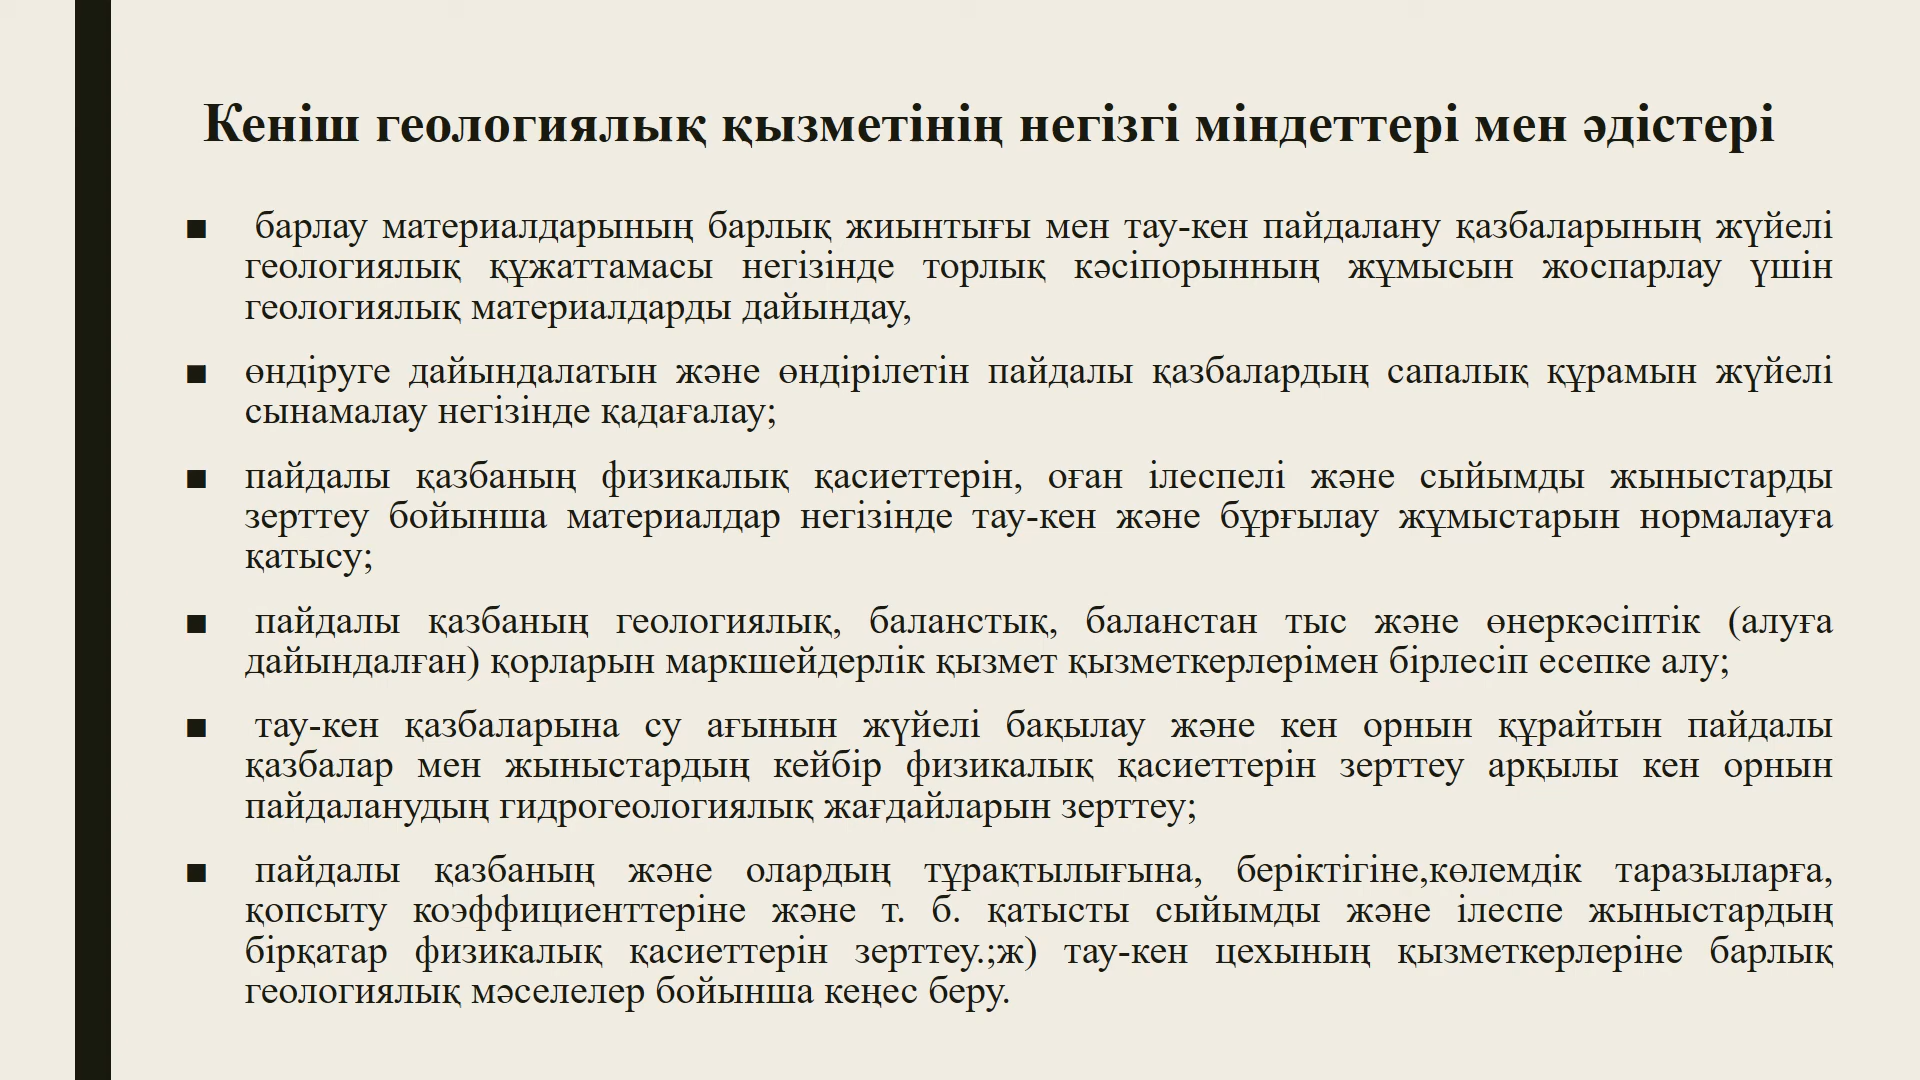 Кеніш геологиялық қызметінің негізгі міндеттері мен әдістері
■ барлау материалдарының барлық жиынтығы мен тау-кен пайдалану қазбаларының жүйелі
геологиялық құжаттамасы негізінде торлық кәсіпорынның жұмысын жоспарлау үшін
геологиялық материалдарды дайындау,
■ өндіруге дайындалатын және өндірілетін пайдалы қазбалардың сапалық құрамын жүйелі
сынамалау негізінде қадағалау;
■ пайдалы қазбаның физикалық қасиеттерін, оған ілеспелі және сыйымды жыныстарды
зерттеу бойынша материалдар негізінде тау-кен және бұрғылау жұмыстарын нормалауға
қатысу;
■ пайдалы қазбаның геологиялық, баланстық, баланстан тыс және өнеркәсіптік (алуға
дайындалған) қорларын маркшейдерлік қызмет қызметкерлерімен бірлесіп есепке алу;
■ тау-кен қазбаларына су ағынын жүйелі бақылау және кен орнын құрайтын пайдалы
қазбалар мен жыныстардың кейбір физикалық қасиеттерін зерттеу арқылы кен орнын
пайдаланудың гидрогеологиялық жағдайларын зерттеу;
■ пайдалы қазбаның және олардың тұрақтылығына, беріктігіне,көлемдік таразыларға,
қопсыту коэффициенттеріне және т. б. қатысты сыйымды және ілеспе жыныстардың
бірқатар физикалық қасиеттерін зерттеу.;ж) тау-кен цехының қызметкерлеріне барлық
геологиялық мәселелер бойынша кеңес беру.